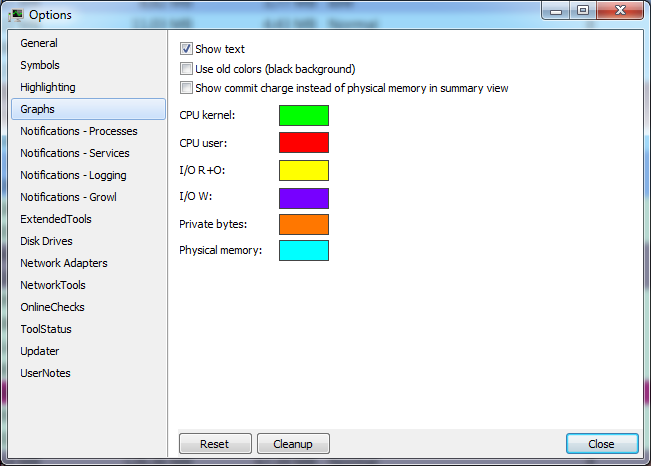 Options
General
Symbols
Highlighting
Graphs
Notifications - Processes
Notifications - Services
Notifications - Logging
Notifications - Growl
ExtendedTools
Disk Drives
Network Adapters
NetworkTools
OnlineChecks
ToolStatus
Updater
UserNotes
Show text
Use old colors (black background)
Show commit charge instead of physical memory in summary view
CPU kernel:
CPU user:
I/O R+O:
I/O W:
Private bytes:
Physical memory:
Reset
Cleanup
Close